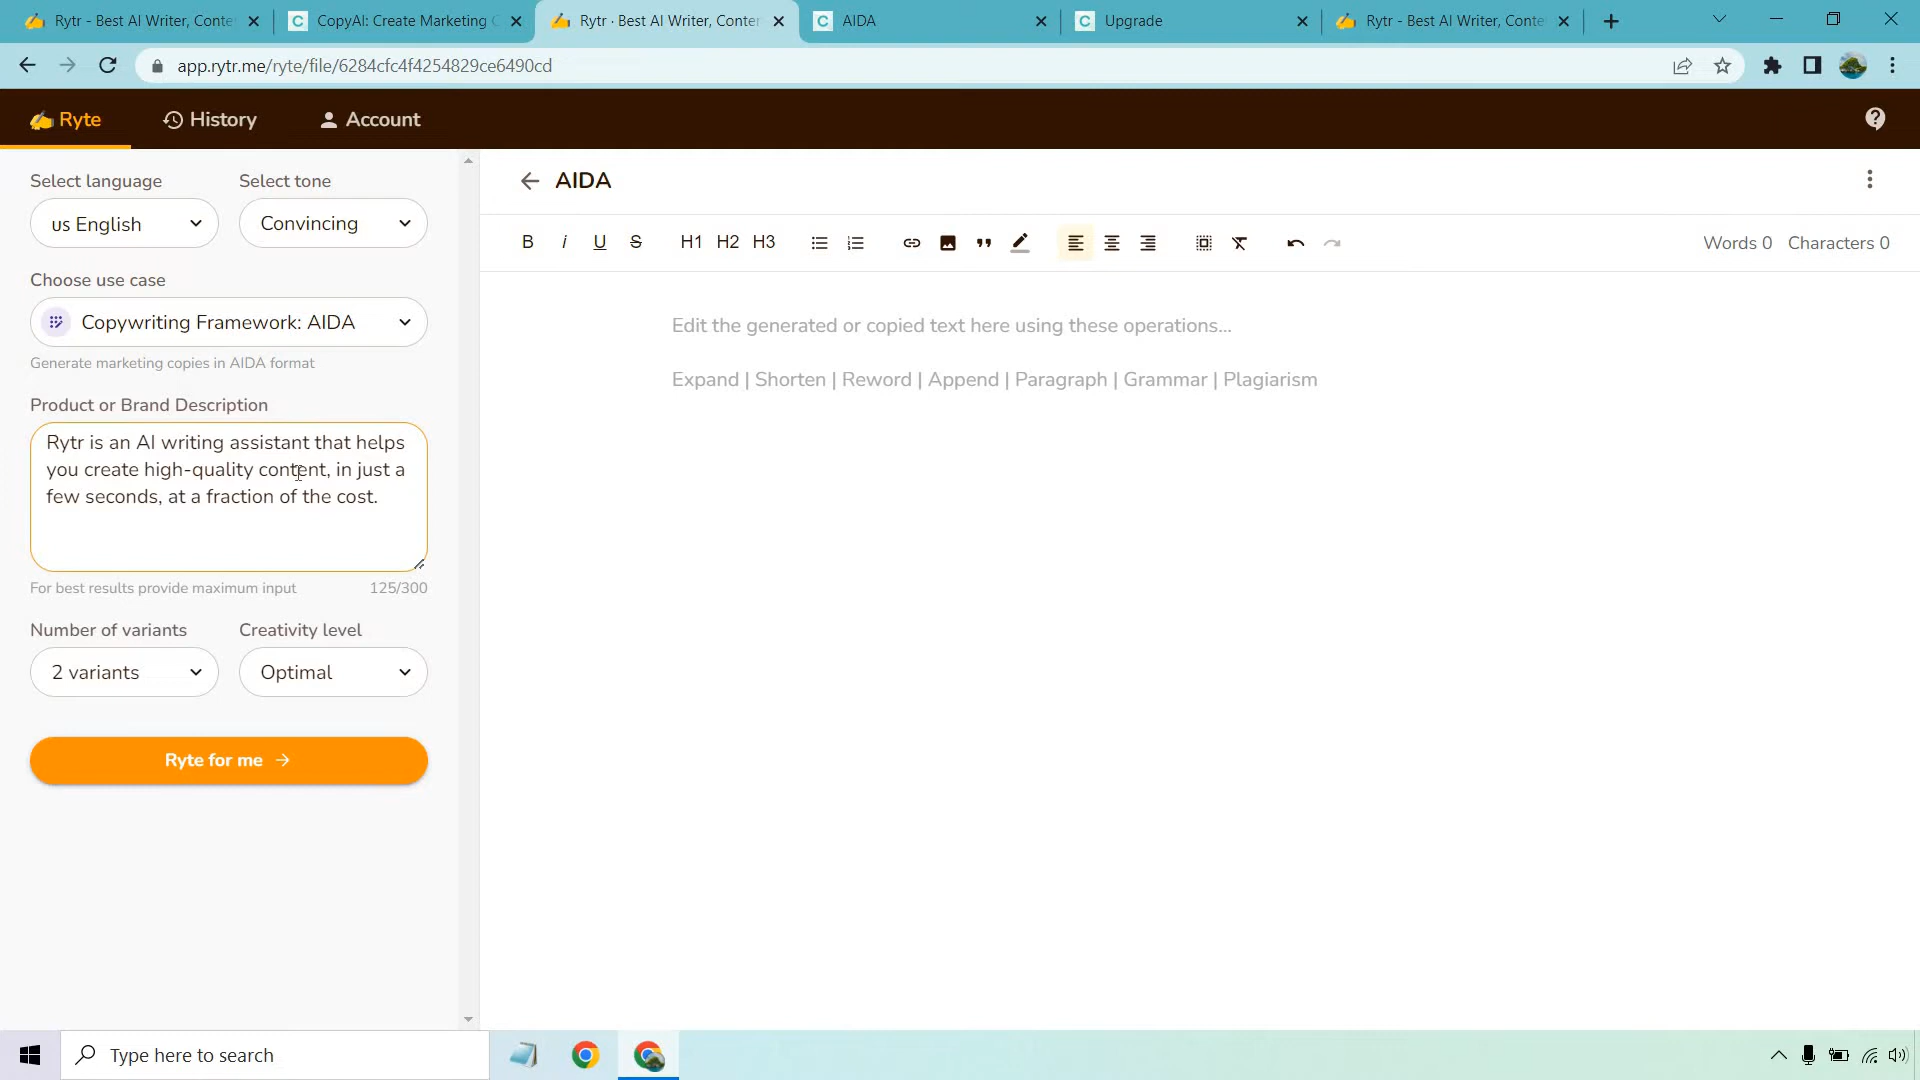 Rytr - Best AI Writer, Conte
CopyAI: Create Marketing C
Rytr · Best AI Writer, Conten
AIDA
Upgrade
Rytr - Best AI Writer, Conte
app.rytr.me/ryte/file/6284cfc4f4254829ce6490cd
Ryte
History
Account
Select language
Select tone
us English
Convincing
Choose use case
Copywriting Framework: AIDA
Generate marketing copies in AIDA format
Product or Brand Description
Rytr is an AI writing assistant that helps
you create high-quality content, in just a
few seconds, at a fraction of the cost.
For best results provide maximum input
125/300
Number of variants
Creativity level
2 variants
Optimal
Ryte for me
AIDA
B i U S H1 H2 H3
Words 0 Characters 0
Edit the generated or copied text here using these operations...
Expand | Shorten | Reword | Append | Paragraph | Grammar | Plagiarism
Type here to search